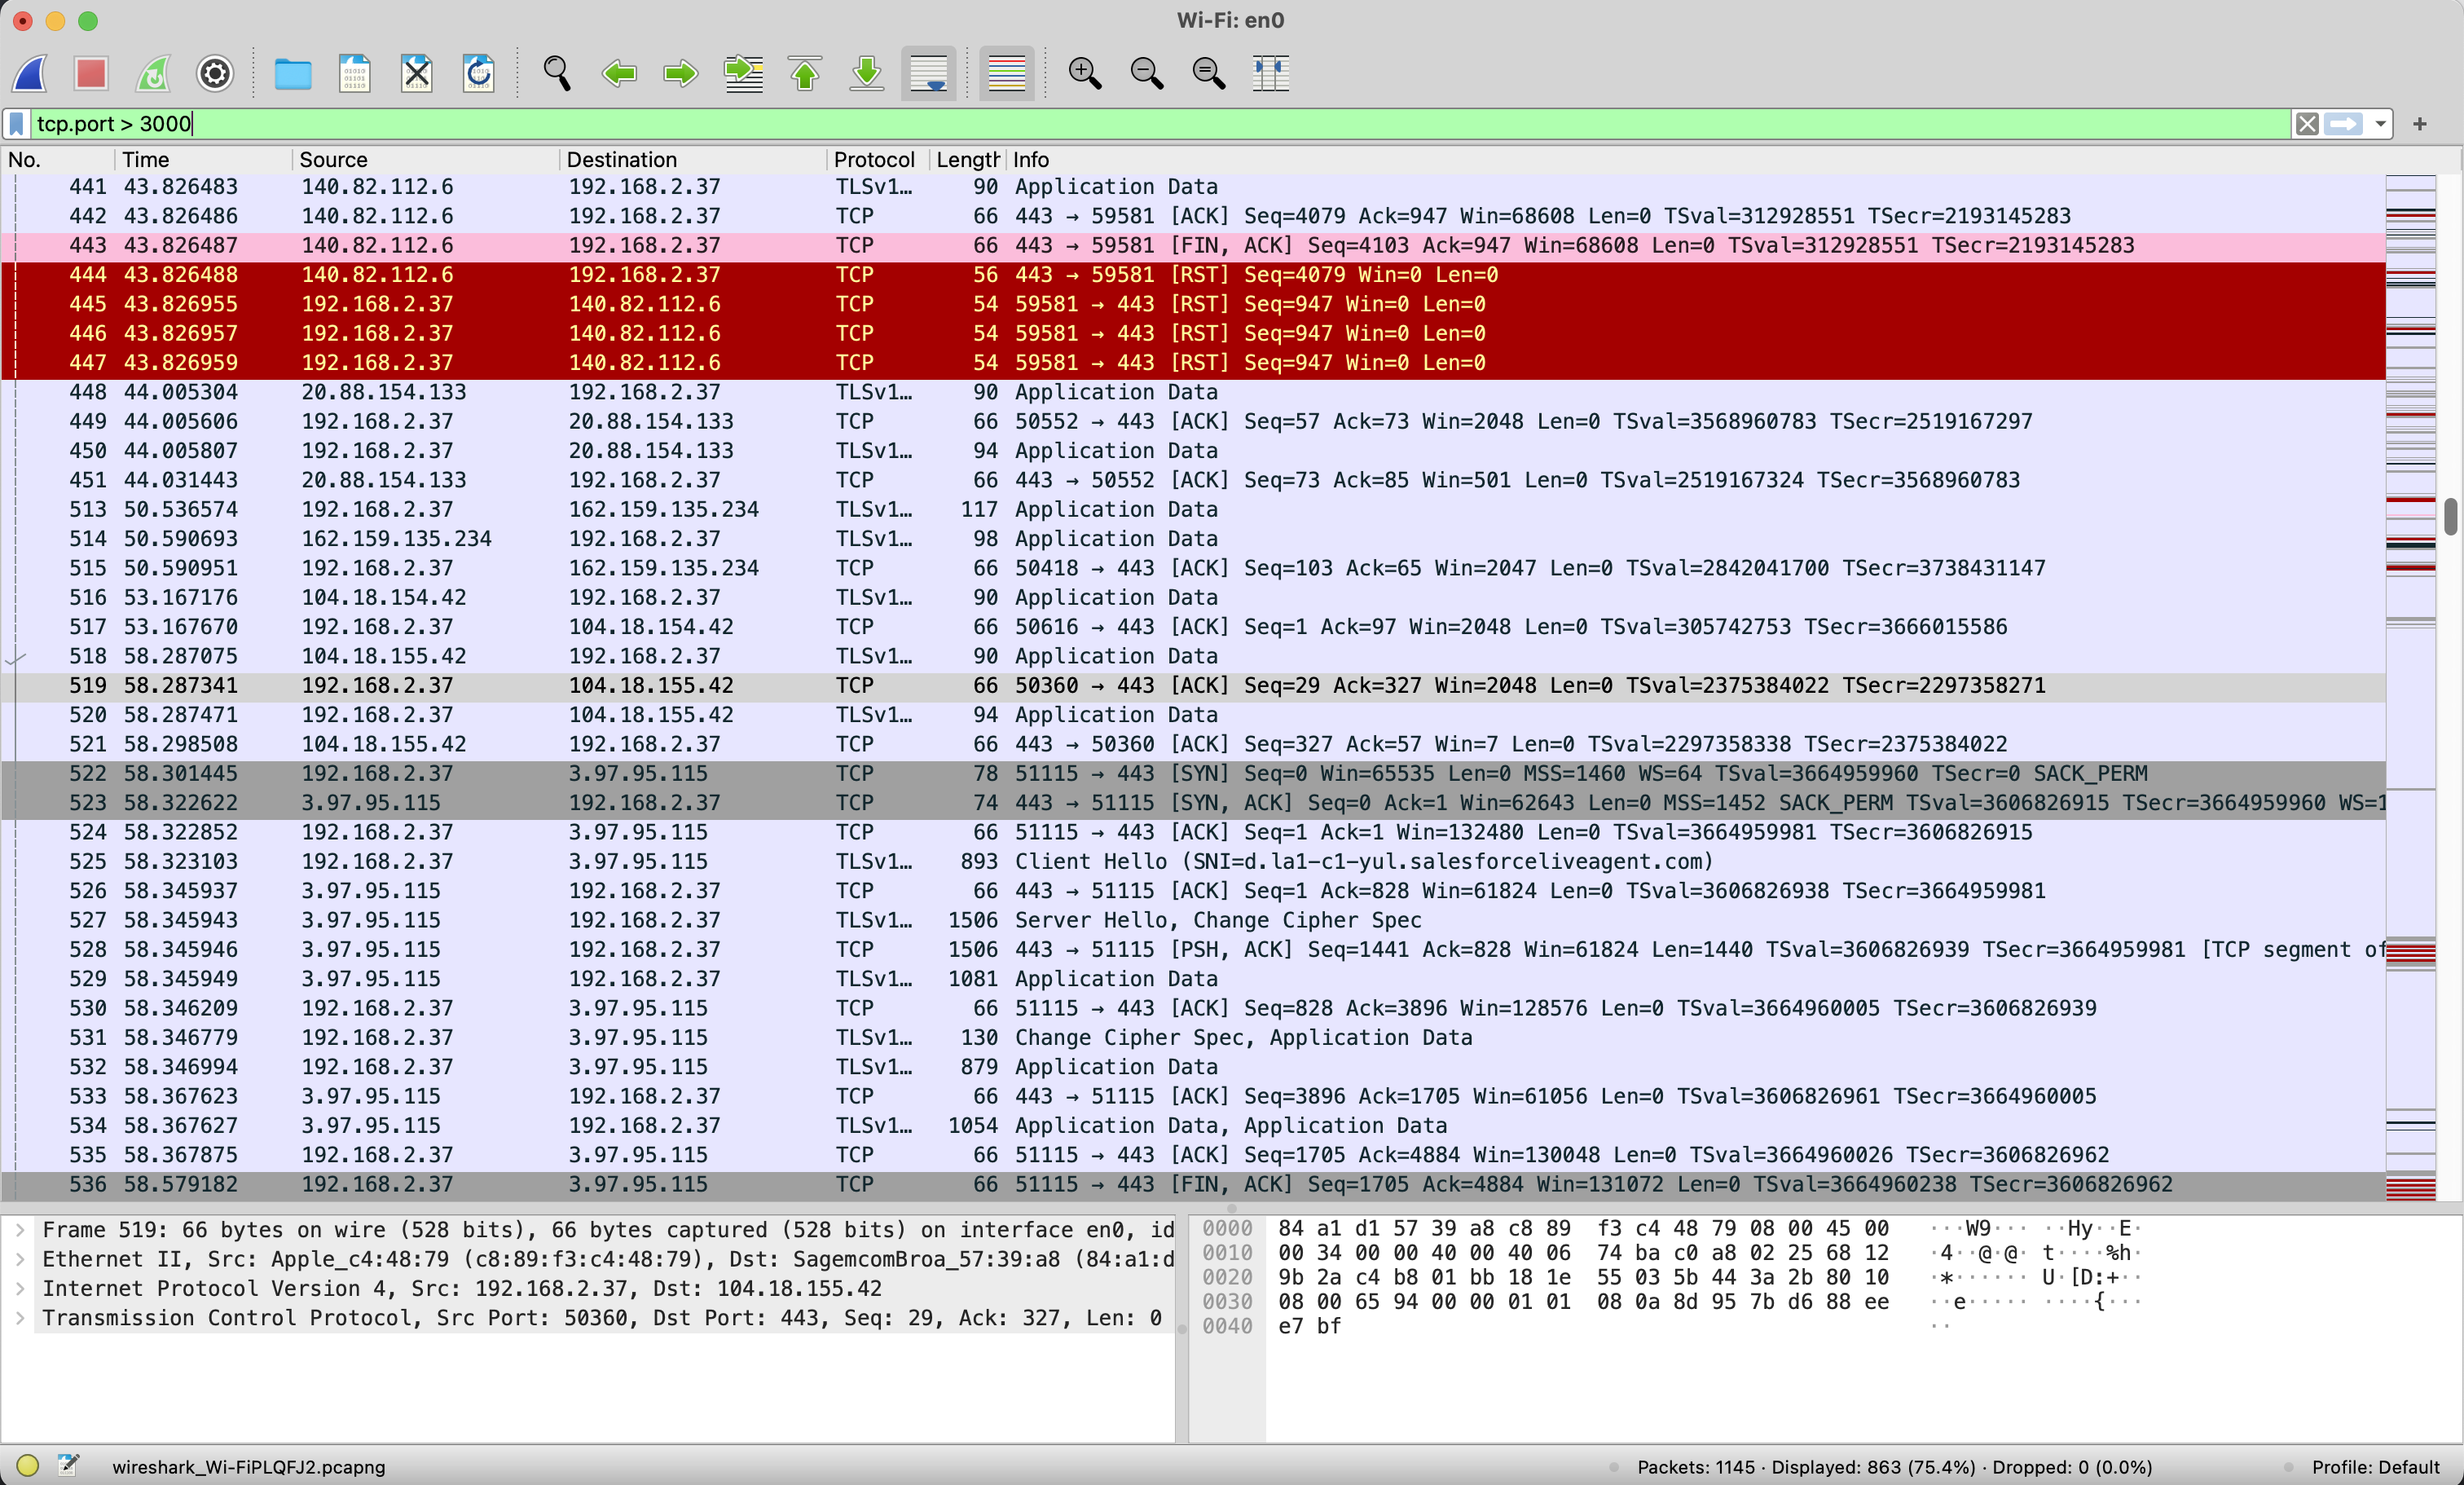 Wi-Fi: en0
tcp.port > 3000
No. Time Source Destination Protocol Length Info
441 43.826483 140.82.112.6 192.168.2.37 TLSv1… 90 Application Data
442 43.826486 140.82.112.6 192.168.2.37 TCP 66 443 → 59581 [ACK] Seq=4079 Ack=947 Win=68608 Len=0 TSval=312928551 TSecr=2193145283
443 43.826487 140.82.112.6 192.168.2.37 TCP 66 443 → 59581 [FIN, ACK] Seq=4103 Ack=947 Win=68608 Len=0 TSval=312928551 TSecr=2193145283
444 43.826488 140.82.112.6 192.168.2.37 TCP 56 443 → 59581 [RST] Seq=4079 Win=0 Len=0
445 43.826955 192.168.2.37 140.82.112.6 TCP 54 59581 → 443 [RST] Seq=947 Win=0 Len=0
446 43.826957 192.168.2.37 140.82.112.6 TCP 54 59581 → 443 [RST] Seq=947 Win=0 Len=0
447 43.826959 192.168.2.37 140.82.112.6 TCP 54 59581 → 443 [RST] Seq=947 Win=0 Len=0
448 44.005304 20.88.154.133 192.168.2.37 TLSv1… 90 Application Data
449 44.005606 192.168.2.37 20.88.154.133 TCP 66 50552 → 443 [ACK] Seq=57 Ack=73 Win=2048 Len=0 TSval=3568960783 TSecr=2519167297
450 44.005807 192.168.2.37 20.88.154.133 TLSv1… 94 Application Data
451 44.031443 20.88.154.133 192.168.2.37 TCP 66 443 → 50552 [ACK] Seq=73 Ack=85 Win=501 Len=0 TSval=2519167324 TSecr=3568960783
513 50.536574 192.168.2.37 162.159.135.234 TLSv1… 117 Application Data
514 50.590693 162.159.135.234 192.168.2.37 TLSv1… 98 Application Data
515 50.590951 192.168.2.37 162.159.135.234 TCP 66 50418 → 443 [ACK] Seq=103 Ack=65 Win=2047 Len=0 TSval=2842041700 TSecr=3738431147
516 53.167176 104.18.154.42 192.168.2.37 TLSv1… 90 Application Data
517 53.167670 192.168.2.37 104.18.154.42 TCP 66 50616 → 443 [ACK] Seq=1 Ack=97 Win=2048 Len=0 TSval=305742753 TSecr=3666015586
518 58.287075 104.18.155.42 192.168.2.37 TLSv1… 90 Application Data
519 58.287341 192.168.2.37 104.18.155.42 TCP 66 50360 → 443 [ACK] Seq=29 Ack=327 Win=2048 Len=0 TSval=2375384022 TSecr=2297358271
520 58.287471 192.168.2.37 104.18.155.42 TLSv1… 94 Application Data
521 58.298508 104.18.155.42 192.168.2.37 TCP 66 443 → 50360 [ACK] Seq=327 Ack=57 Win=7 Len=0 TSval=2297358338 TSecr=2375384022
522 58.301445 192.168.2.37 3.97.95.115 TCP 78 51115 → 443 [SYN] Seq=0 Win=65535 Len=0 MSS=1460 WS=64 TSval=3664959960 TSecr=0 SACK_PERM
523 58.322622 3.97.95.115 192.168.2.37 TCP 74 443 → 51115 [SYN, ACK] Seq=0 Ack=1 Win=62643 Len=0 MSS=1452 SACK_PERM TSval=3606826915 TSecr=3664959960 WS=1
524 58.322852 192.168.2.37 3.97.95.115 TCP 66 51115 → 443 [ACK] Seq=1 Ack=1 Win=132480 Len=0 TSval=3664959981 TSecr=3606826915
525 58.323103 192.168.2.37 3.97.95.115 TLSv1… 893 Client Hello (SNI=d.la1-c1-yul.salesforceliveagent.com)
526 58.345937 3.97.95.115 192.168.2.37 TCP 66 443 → 51115 [ACK] Seq=1 Ack=828 Win=61824 Len=0 TSval=3606826938 TSecr=3664959981
527 58.345943 3.97.95.115 192.168.2.37 TLSv1… 1506 Server Hello, Change Cipher Spec
528 58.345946 3.97.95.115 192.168.2.37 TCP 1506 443 → 51115 [PSH, ACK] Seq=1441 Ack=828 Win=61824 Len=1440 TSval=3606826939 TSecr=3664959981 [TCP segment of
529 58.345949 3.97.95.115 192.168.2.37 TLSv1… 1081 Application Data
530 58.346209 192.168.2.37 3.97.95.115 TCP 66 51115 → 443 [ACK] Seq=828 Ack=3896 Win=128576 Len=0 TSval=3664960005 TSecr=3606826939
531 58.346779 192.168.2.37 3.97.95.115 TLSv1… 130 Change Cipher Spec, Application Data
532 58.346994 192.168.2.37 3.97.95.115 TLSv1… 879 Application Data
533 58.367623 3.97.95.115 192.168.2.37 TCP 66 443 → 51115 [ACK] Seq=3896 Ack=1705 Win=61056 Len=0 TSval=3606826961 TSecr=3664960005
534 58.367627 3.97.95.115 192.168.2.37 TLSv1… 1054 Application Data, Application Data
535 58.367875 192.168.2.37 3.97.95.115 TCP 66 51115 → 443 [ACK] Seq=1705 Ack=4884 Win=130048 Len=0 TSval=3664960026 TSecr=3606826962
536 58.579182 192.168.2.37 3.97.95.115 TCP 66 51115 → 443 [FIN, ACK] Seq=1705 Ack=4884 Win=131072 Len=0 TSval=3664960238 TSecr=3606826962
Frame 519: 66 bytes on wire (528 bits), 66 bytes captured (528 bits) on interface en0, id
Ethernet II, Src: Apple_c4:48:79 (c8:89:f3:c4:48:79), Dst: SagemcomBroa_57:39:a8 (84:a1:d
Internet Protocol Version 4, Src: 192.168.2.37, Dst: 104.18.155.42
Transmission Control Protocol, Src Port: 50360, Dst Port: 443, Seq: 29, Ack: 327, Len: 0
0000 84 a1 d1 57 39 a8 c8 89 f3 c4 48 79 08 00 45 00 ···W9··· ··Hy··E·
0010 00 34 00 00 40 00 40 06 74 ba c0 a8 02 25 68 12 ·4··@·@· t····%h·
0020 9b 2a c4 b8 01 bb 18 1e 55 03 5b 44 3a 2b 80 10 ·*······ U·[D:+··
0030 08 00 65 94 00 00 01 01 08 0a 8d 95 7b d6 88 ee ··e····· ····{···
0040 e7 bf ··
wireshark_Wi-FiPLQFJ2.pcapng
Packets: 1145 · Displayed: 863 (75.4%) · Dropped: 0 (0.0%)
Profile: Default